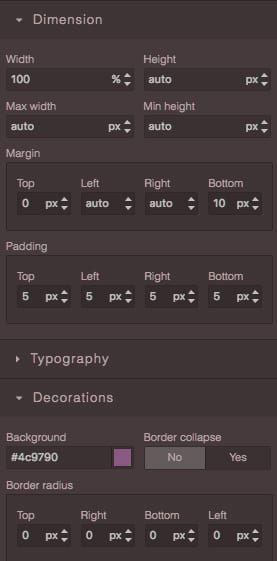 Dimension
Width Height
100 % auto px
Max width Min height
auto px auto px
Margin
Top Left Right Bottom
0 px auto auto 10 px
Padding
Top Left Right Bottom
5 px 5 px 5 px 5 px
Typography
Decorations
Background Border collapse
#4c9790 No Yes
Border radius
Top Right Bottom Left
0 px 0 px 0 px 0 px